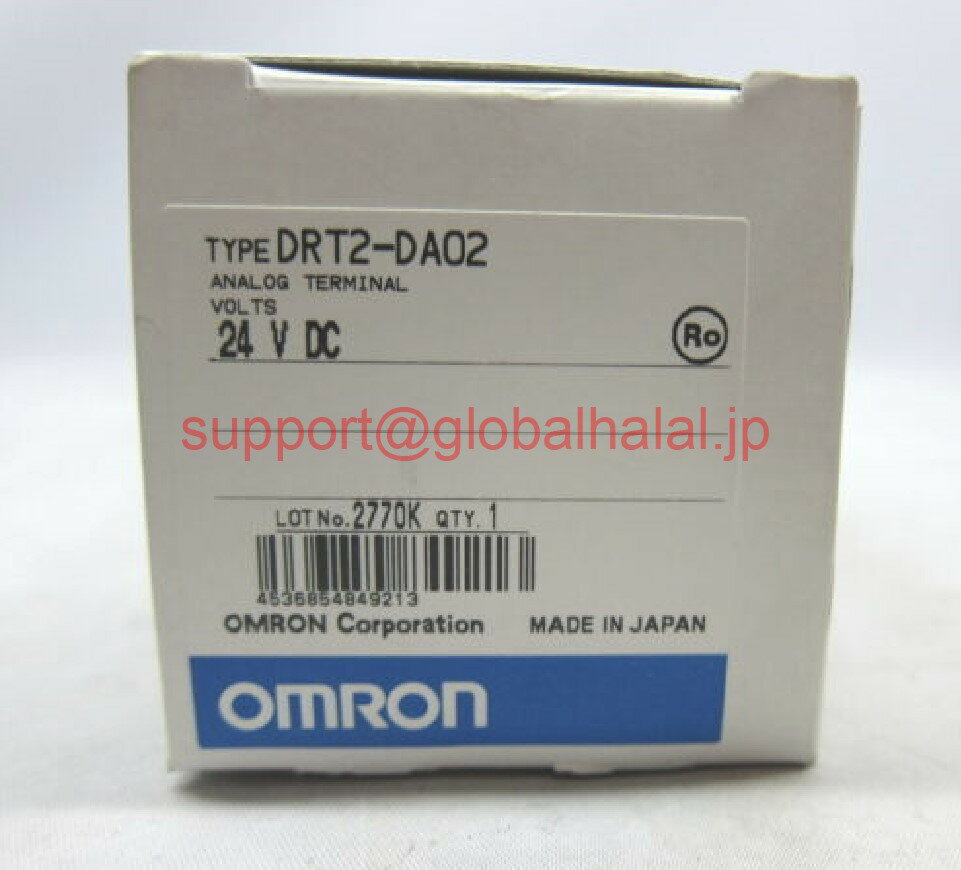 TYPE DRT2-DA02
ANALOG TERMINAL
VOLTS
24 V DC
Ro
support@globalhalal.jp
LOT No. 2770K QTY. 1
4536854849213
OMRON Corporation MADE IN JAPAN
OMRON